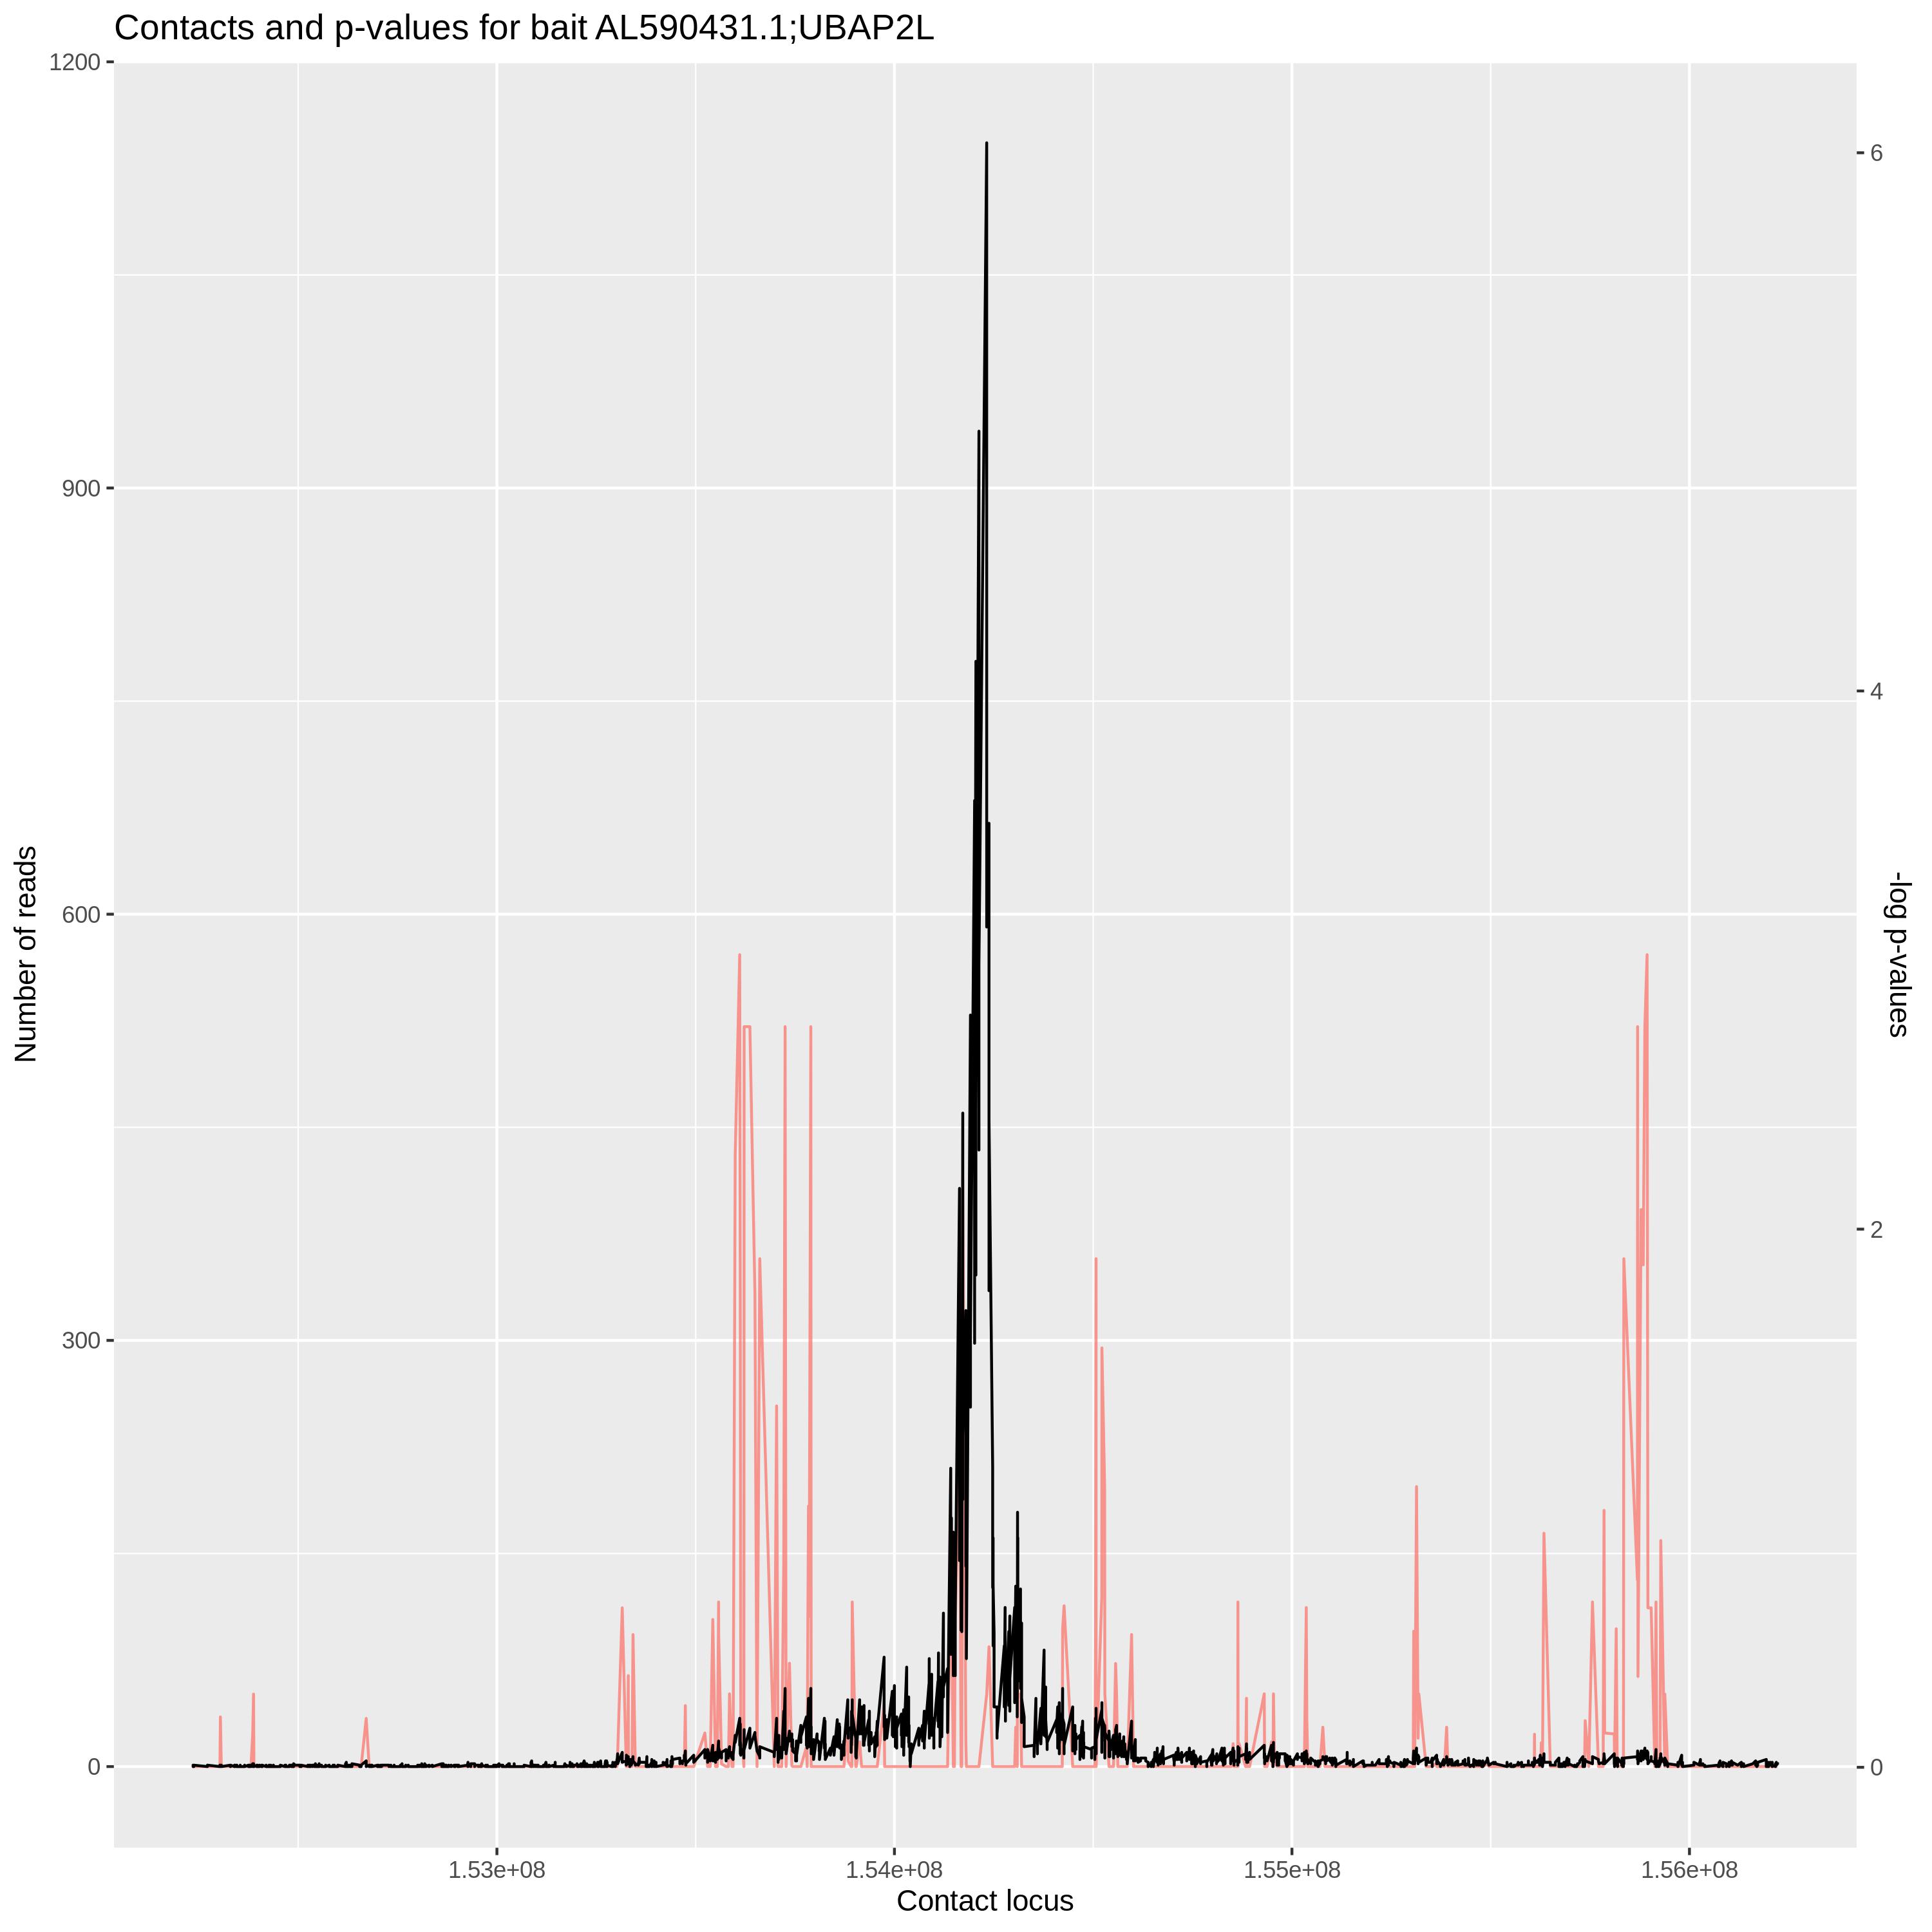 Contacts and p-values for bait AL590431.1;UBAP2L
1200
900
600
300
0
Number of reads
6
4
2
0
-log p-values
1.53e+08
1.54e+08
1.55e+08
1.56e+08
Contact locus